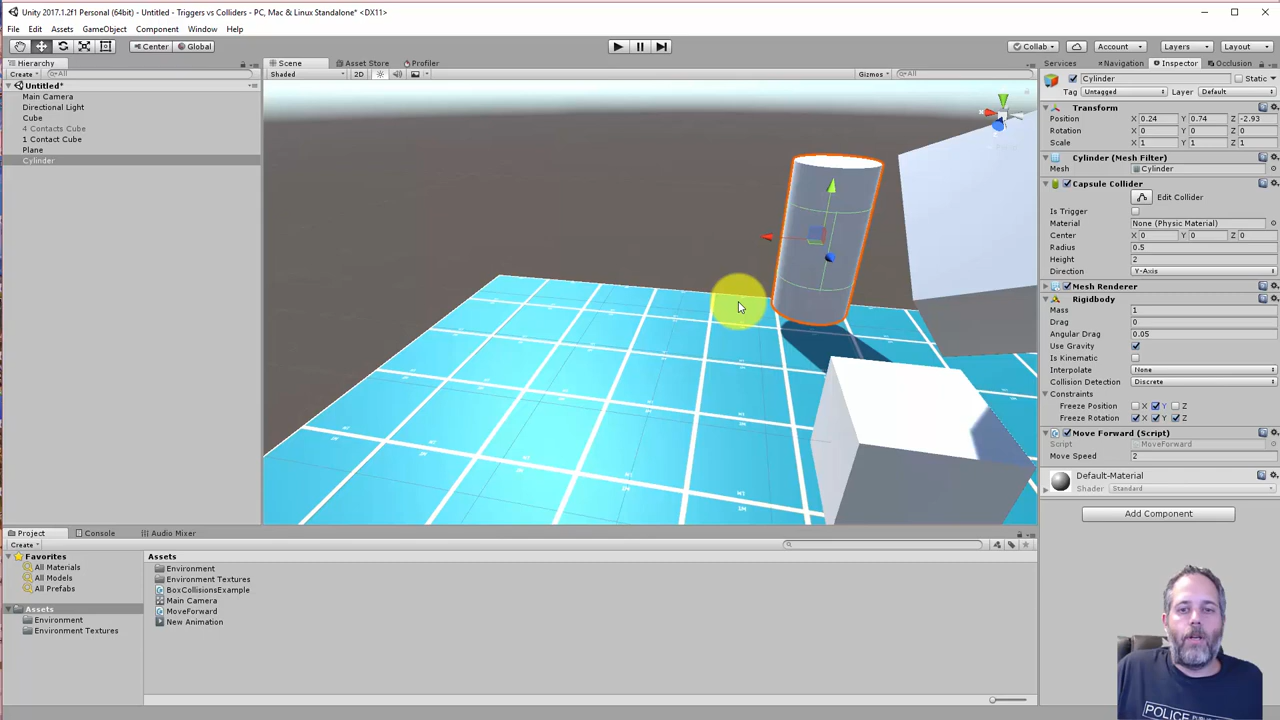 Unity 2017.1.2f1 Personal (64bit) - Untitled - Triggers vs Colliders - PC, Mac & Linux Standalone* <DX11>
File Edit Assets GameObject Component Window Help
Center Global Collab Account Layers Layout
Hierarchy
Create All
Untitled*
Main Camera
Directional Light
Cube
4 Contacts Cube
1 Contact Cube
Plane
Cylinder
Scene Asset Store Profiler
Shaded 2D Gizmos All
Services Navigation Inspector Occlusion
Cylinder Static
Tag Untagged Layer Default
Transform
Position X 0.24 Y 0.74 Z -2.93
Rotation X 0 Y 0 Z 0
Scale X 1 Y 1 Z 1
Cylinder (Mesh Filter)
Mesh Cylinder
Capsule Collider
Edit Collider
Is Trigger
Material None (Physic Material)
Center X 0 Y 0 Z 0
Radius 0.5
Height 2
Direction Y-Axis
Mesh Renderer
Rigidbody
Mass 1
Drag 0
Angular Drag 0.05
Use Gravity
Is Kinematic
Interpolate None
Collision Detection Discrete
Constraints
Freeze Position X Y Z
Freeze Rotation X Y Z
Move Forward (Script)
Script MoveForward
Move Speed 2
Default-Material
Shader Standard
Add Component
Project Console Audio Mixer
Create
Favorites
All Materials
All Models
All Prefabs
Assets
Environment
Environment Textures
Assets
Environment
Environment Textures
BoxCollisionsExample
Main Camera
MoveForward
New Animation
POLICE